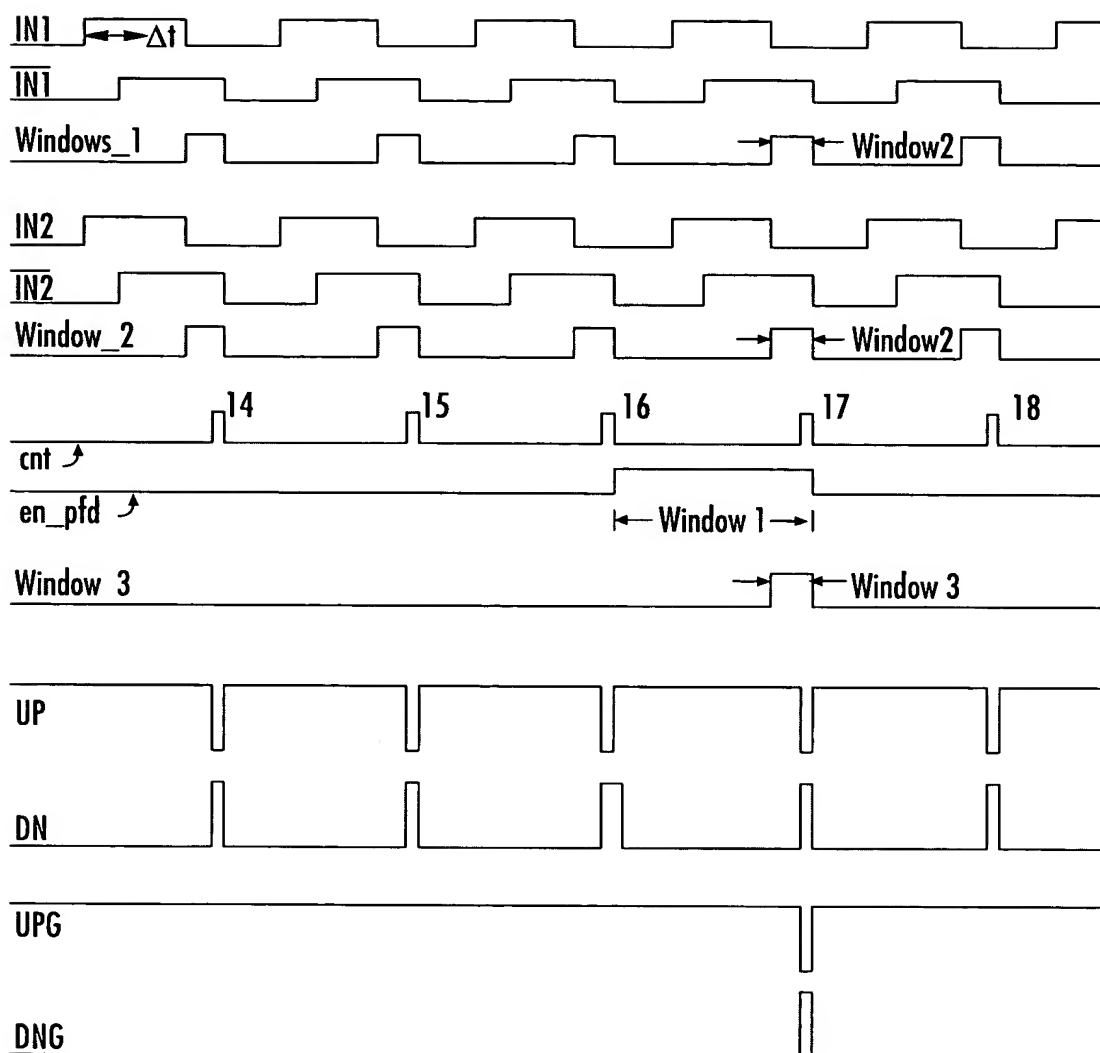 IN1
Δt
IN1
Windows_1
Window2
IN2
IN2
Window_2
Window2
14 15 16 17 18
cnt
en_pfd
Window 1
Window 3
Window 3
UP
DN
UPG
DNG